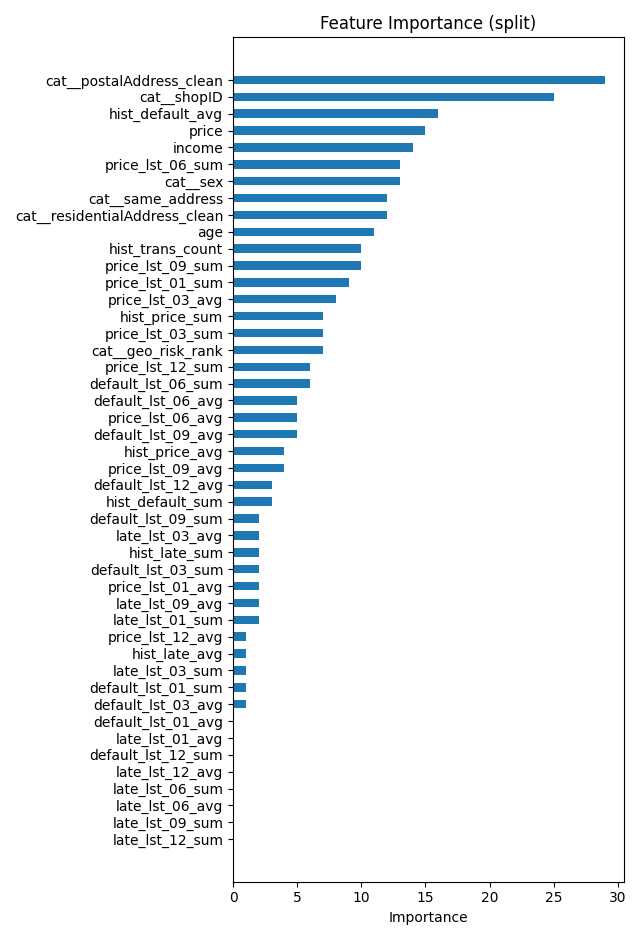 Feature Importance (split)
cat__postalAddress_clean
cat__shopID
hist_default_avg
price
income
price_lst_06_sum
cat__sex
cat__same_address
cat__residentialAddress_clean
age
hist_trans_count
price_lst_09_sum
price_lst_01_sum
price_lst_03_avg
hist_price_sum
price_lst_03_sum
cat__geo_risk_rank
price_lst_12_sum
default_lst_06_sum
default_lst_06_avg
price_lst_06_avg
default_lst_09_avg
hist_price_avg
price_lst_09_avg
default_lst_12_avg
hist_default_sum
default_lst_09_sum
late_lst_03_avg
hist_late_sum
default_lst_03_sum
price_lst_01_avg
late_lst_09_avg
late_lst_01_sum
price_lst_12_avg
hist_late_avg
late_lst_03_sum
default_lst_01_sum
default_lst_03_avg
default_lst_01_avg
late_lst_01_avg
default_lst_12_sum
late_lst_12_avg
late_lst_06_sum
late_lst_06_avg
late_lst_09_sum
late_lst_12_sum
0 5 10 15 20 25 30
Importance